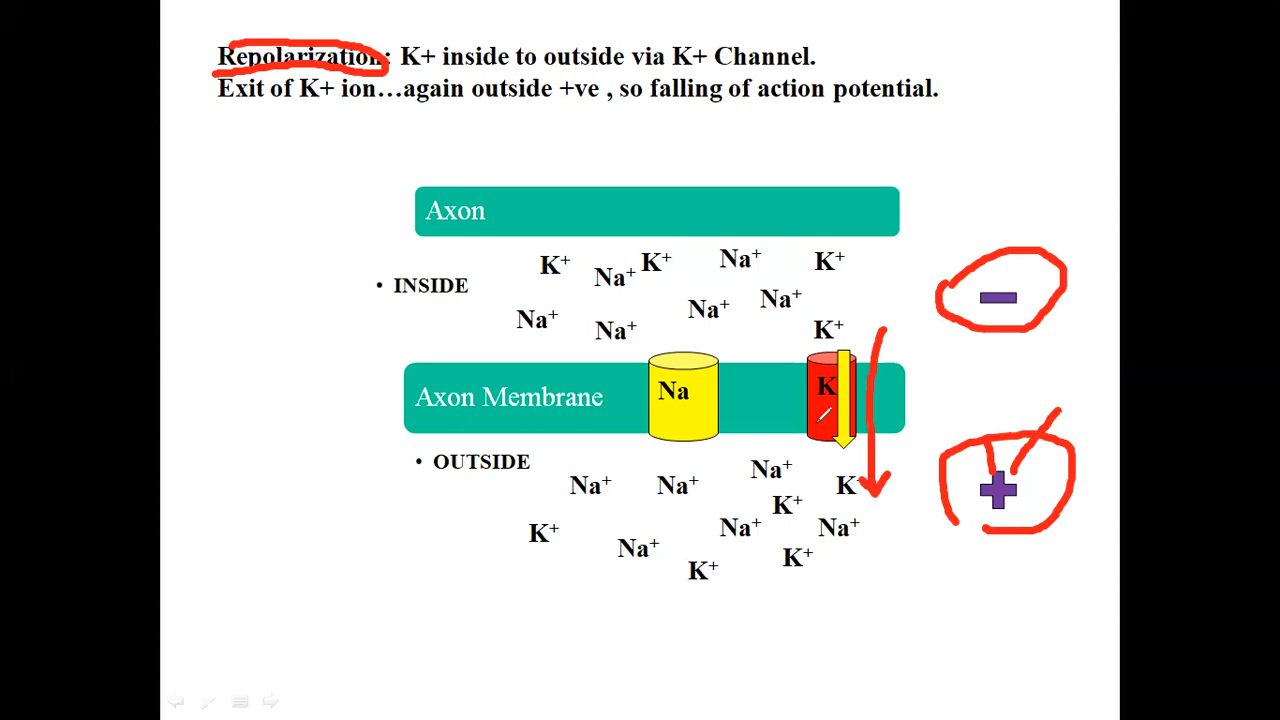 Repolarization: K+ inside to outside via K+ Channel.
Exit of K+ ion…again outside +ve , so falling of action potential.
Axon
K+ Na+ K+ Na+ K+
• INSIDE
Na+ Na+ Na+ Na+ K+
Axon Membrane
Na
K
• OUTSIDE
Na+ Na+ Na+ K+
K+ Na+ Na+
K+ Na+ K+ K+